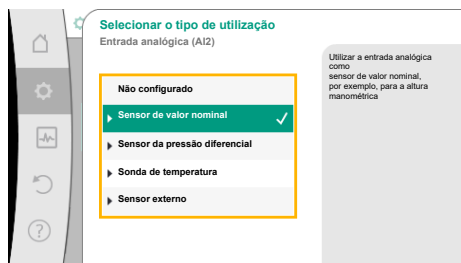 Selecionar o tipo de utilização
Entrada analógica (AI2)
Utilizar a entrada analógica
como
sensor de valor nominal,
por exemplo, para a altura
manométrica
Não configurado
Sensor de valor nominal
Sensor da pressão diferencial
Sonda de temperatura
Sensor externo
?